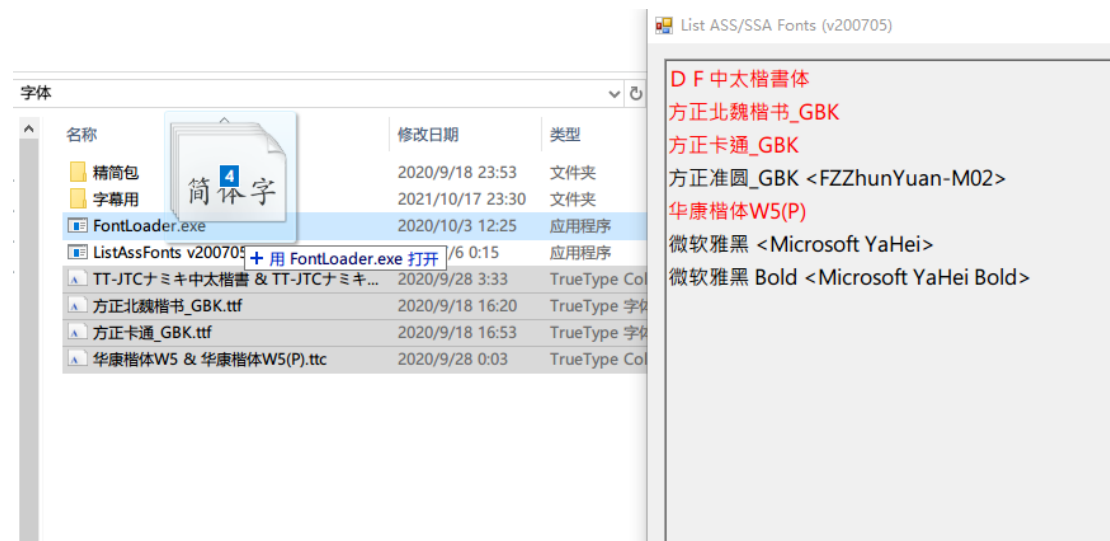 List ASS/SSA Fonts (v200705)
字体
名称 修改日期 类型
精简包 2020/9/18 23:53 文件夹
字幕用 2021/10/17 23:30 文件夹
FontLoader.exe 2020/10/3 12:25 应用程序
ListAssFonts v200705 /6 0:15 应用程序
TT-JTCナミキ中太楷書 & TT-JTCナミキ... 2020/9/28 3:33 TrueType Col
方正北魏楷书_GBK.ttf 2020/9/18 16:20 TrueType 字体
方正卡通_GBK.ttf 2020/9/18 16:53 TrueType 字体
华康楷体W5 & 华康楷体W5(P).ttc 2020/9/28 0:03 TrueType Col
简体字
4
+ 用 FontLoader.exe 打开
ＤＦ中太楷書体
方正北魏楷书_GBK
方正卡通_GBK
方正准圆_GBK <FZZhunYuan-M02>
华康楷体W5(P)
微软雅黑 <Microsoft YaHei>
微软雅黑 Bold <Microsoft YaHei Bold>